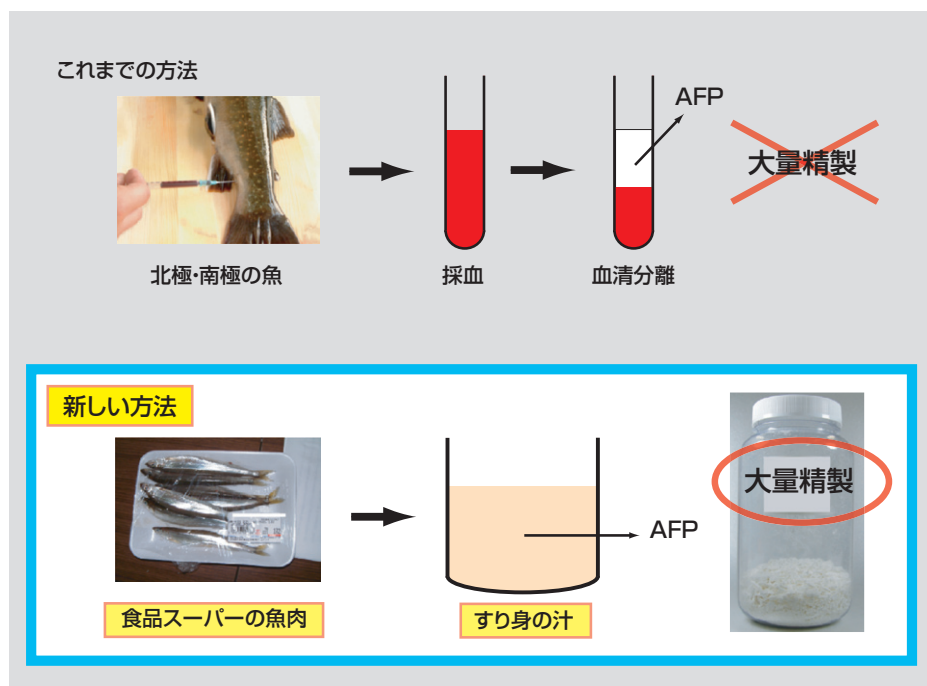 これまでの方法
AFP
大量精製
北極・南極の魚
採血
血清分離
新しい方法
大量精製
AFP
食品スーパーの魚肉
すり身の汁